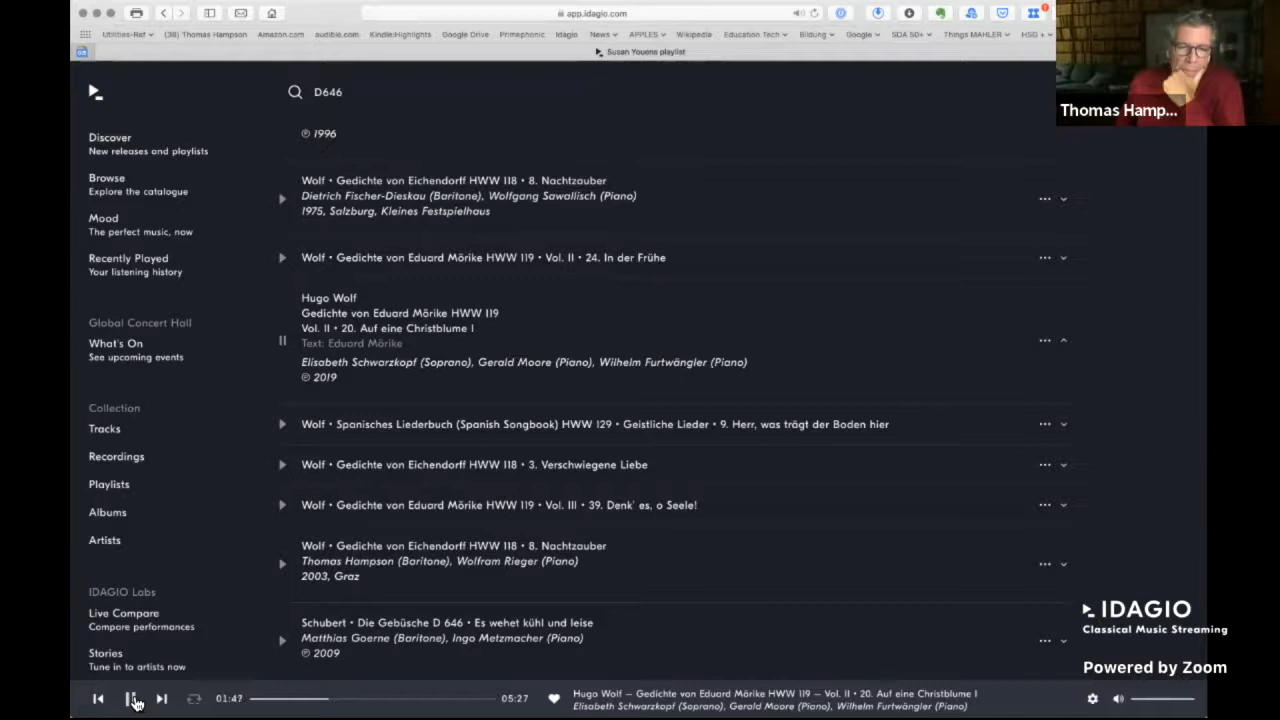 app.idagio.com
Utilities-Ref (38) Thomas Hampson Amazon.com audible.com Kindle:Highlights Google Drive Primephonic Idagio News APPLES Wikipedia Education Tech Bildung Google SDA 50+ Things MAHLER HSG +
Susan Youens playlist
Thomas Hamp...
D646
Discover
New releases and playlists
Browse
Explore the catalogue
Mood
The perfect music, now
Recently Played
Your listening history
Global Concert Hall
What's On
See upcoming events
Collection
Tracks
Recordings
Playlists
Albums
Artists
IDAGIO Labs
Live Compare
Compare performances
Stories
Tune in to artists now
℗ 1996
Wolf • Gedichte von Eichendorff HWW 118 • 8. Nachtzauber
Dietrich Fischer-Dieskau (Baritone), Wolfgang Sawallisch (Piano)
1975, Salzburg, Kleines Festspielhaus
Wolf • Gedichte von Eduard Mörike HWW 119 • Vol. II • 24. In der Frühe
Hugo Wolf
Gedichte von Eduard Mörike HWW 119
Vol. II • 20. Auf eine Christblume I
Text: Eduard Mörike
Elisabeth Schwarzkopf (Soprano), Gerald Moore (Piano), Wilhelm Furtwängler (Piano)
℗ 2019
Wolf • Spanisches Liederbuch (Spanish Songbook) HWW 129 • Geistliche Lieder • 9. Herr, was trägt der Boden hier
Wolf • Gedichte von Eichendorff HWW 118 • 3. Verschwiegene Liebe
Wolf • Gedichte von Eduard Mörike HWW 119 • Vol. III • 39. Denk' es, o Seele!
Wolf • Gedichte von Eichendorff HWW 118 • 8. Nachtzauber
Thomas Hampson (Baritone), Wolfram Rieger (Piano)
2003, Graz
Schubert • Die Gebüsche D 646 • Es wehet kühl und leise
Matthias Goerne (Baritone), Ingo Metzmacher (Piano)
℗ 2009
IDAGIO
Classical Music Streaming
Powered by Zoom
01:47
05:27
Hugo Wolf – Gedichte von Eduard Mörike HWW 119 – Vol. II • 20. Auf eine Christblume I
Elisabeth Schwarzkopf (Soprano), Gerald Moore (Piano), Wilhelm Furtwängler (Piano)